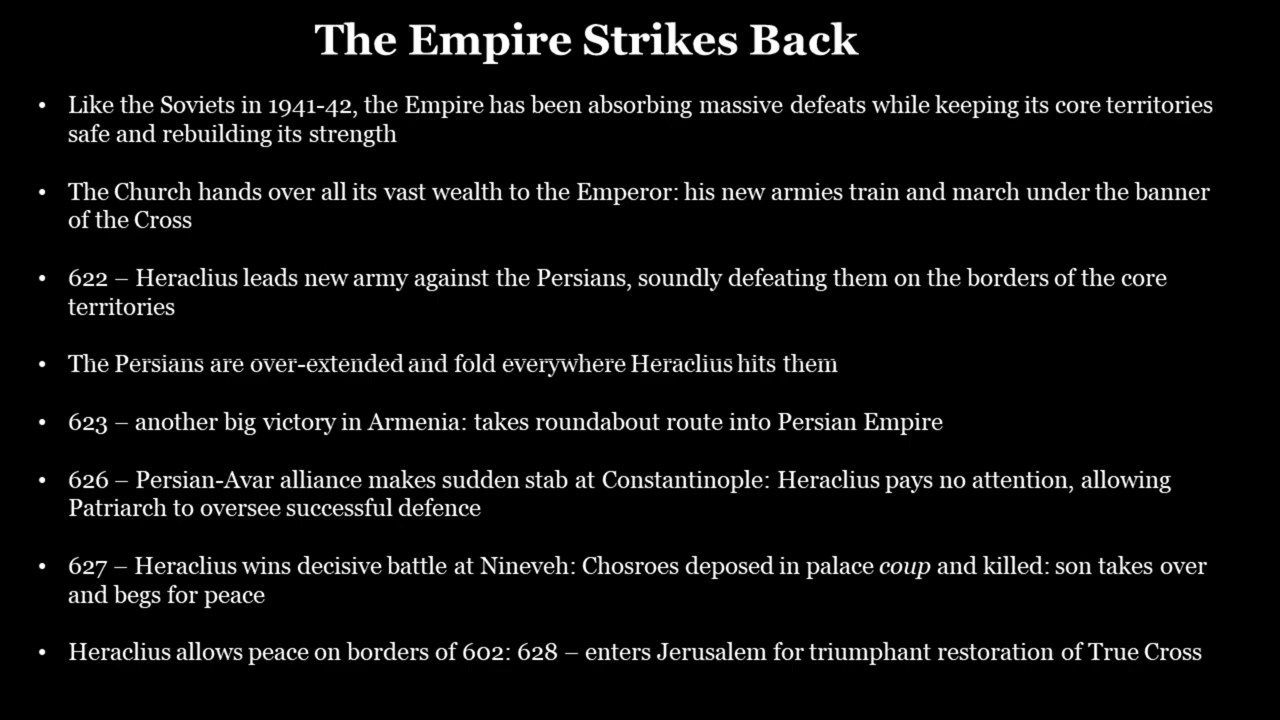 The Empire Strikes Back
• Like the Soviets in 1941-42, the Empire has been absorbing massive defeats while keeping its core territories
safe and rebuilding its strength
• The Church hands over all its vast wealth to the Emperor: his new armies train and march under the banner
of the Cross
• 622 – Heraclius leads new army against the Persians, soundly defeating them on the borders of the core
territories
• The Persians are over-extended and fold everywhere Heraclius hits them
• 623 – another big victory in Armenia: takes roundabout route into Persian Empire
• 626 – Persian-Avar alliance makes sudden stab at Constantinople: Heraclius pays no attention, allowing
Patriarch to oversee successful defence
• 627 – Heraclius wins decisive battle at Nineveh: Chosroes deposed in palace coup and killed: son takes over
and begs for peace
• Heraclius allows peace on borders of 602: 628 – enters Jerusalem for triumphant restoration of True Cross